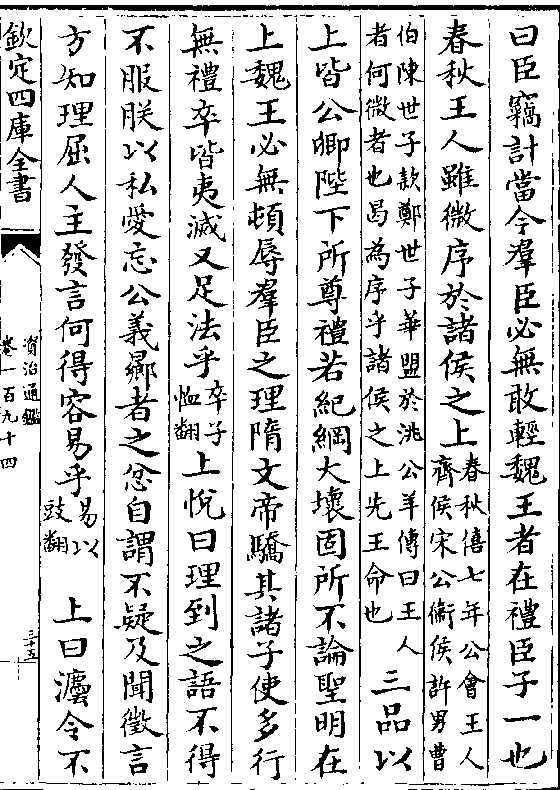 曰臣竊計當今羣臣必無敢輕魏王者在禮臣子一也
春秋王人雖微序於諸侯之上春秋僖七年公會王人
齊侯宋公衞侯許男曹
伯陳世子款鄭世子華盟於洮公羊傳曰王人
者何微者也曷為序乎諸侯之上先王命也三品以
上皆公卿陛下所尊禮若紀綱大壞固所不論聖明在
上魏王必無頓辱羣臣之理隋文帝驕其諸子使多行
無禮卒皆夷滅又足法乎卒子
恤翻上悅曰理到之語不得
不服朕以私愛忘公義曏者之忿自謂不疑及聞徵言
方知理屈人主發言何得容易乎易以
豉翻上曰灋令不
欽定四庫全書
資治通鑑
卷一百九十四
三十五